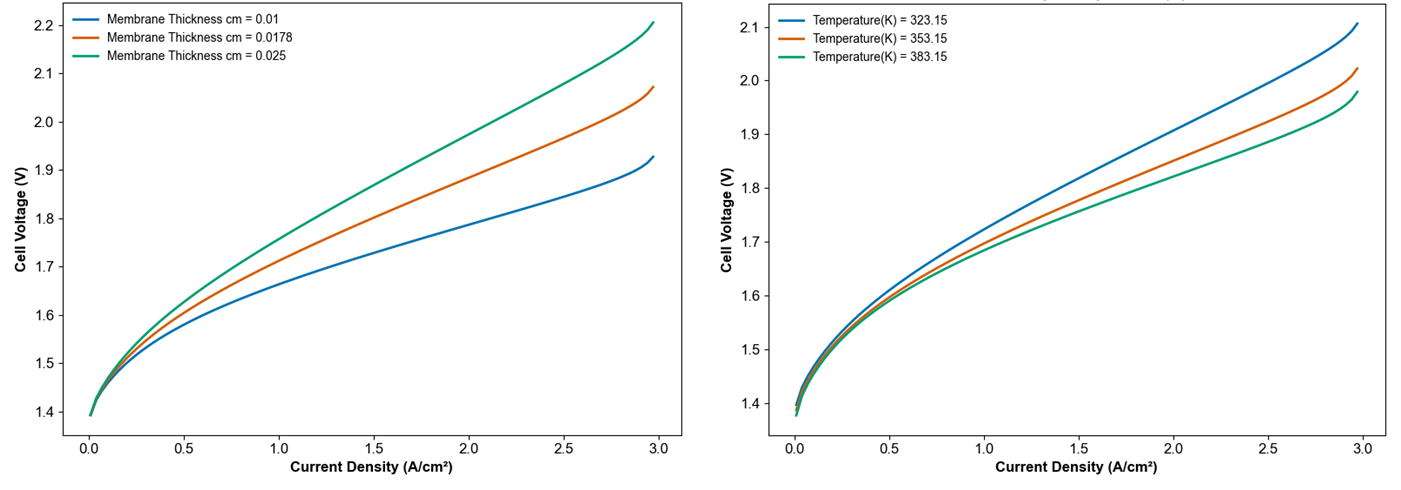 Membrane Thickness cm = 0.01
Membrane Thickness cm = 0.0178
Membrane Thickness cm = 0.025
2.2
2.1
2.0
1.9
1.8
1.7
1.6
1.5
1.4
Cell Voltage (V)
0.0 0.5 1.0 1.5 2.0 2.5 3.0
Current Density (A/cm²)
Temperature(K) = 323.15
Temperature(K) = 353.15
Temperature(K) = 383.15
2.1
2.0
1.9
1.8
1.7
1.6
1.5
1.4
Cell Voltage (V)
0.0 0.5 1.0 1.5 2.0 2.5 3.0
Current Density (A/cm²)